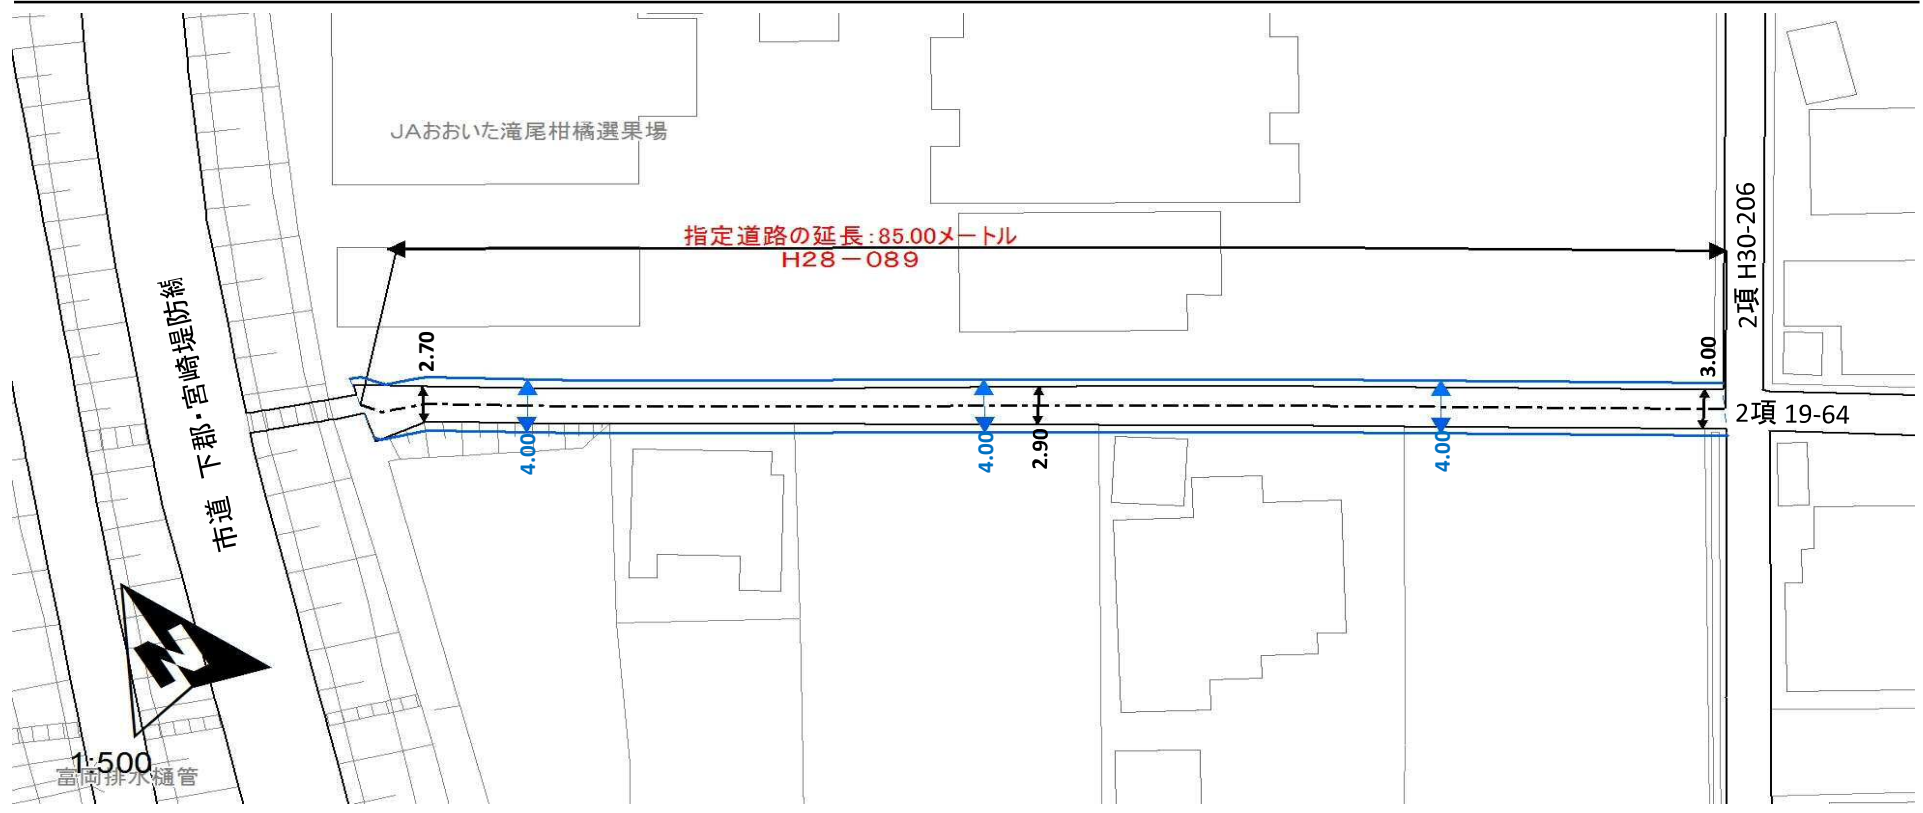 JAおおいた滝尾柑橘選果場
指定道路の延長:85.00メートル
H28-089
2項 H30-206
市道 下郡・宮崎堤防線
2.70
3.00
2項 19-64
4.00
4.00
2.90
4.00
N
1:500
富岡排水樋管